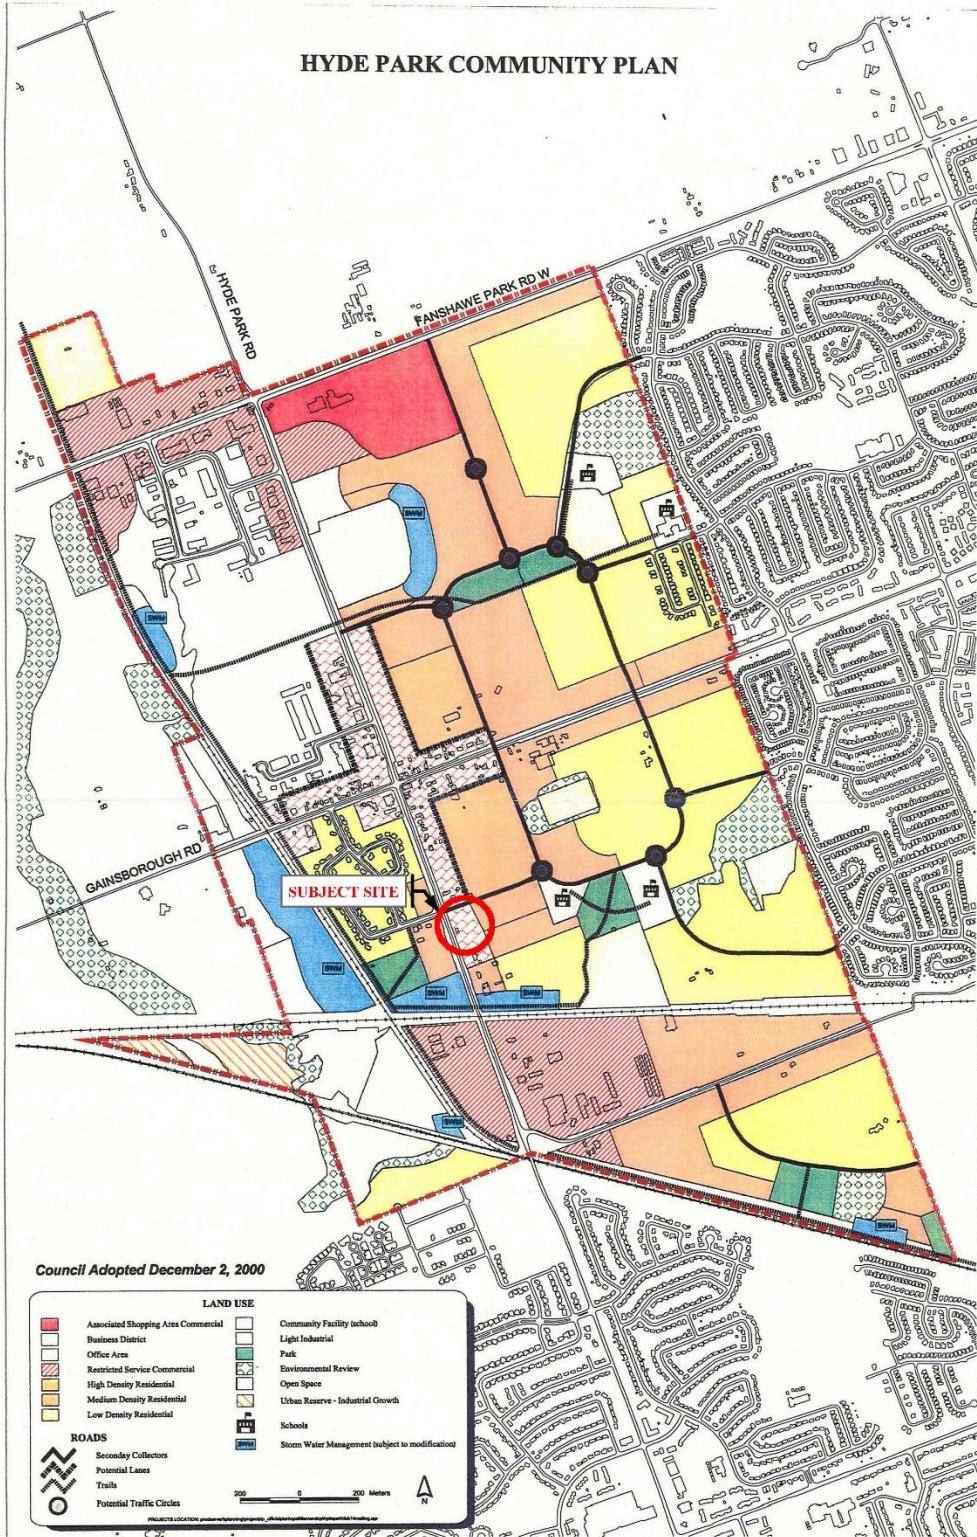 HYDE PARK COMMUNITY PLAN
FANSHAWE PARK RD W
HYDE PARK RD
SWM
SWM
GAINSBOROUGH RD
SUBJECT SITE
SWM
SWM
SWM
SWM
SWM
Council Adopted December 2, 2000
LAND USE
Associated Shopping Area Commercial
Business District
Office Area
Restricted Service Commercial
High Density Residential
Medium Density Residential
Low Density Residential
Community Facility (school)
Light Industrial
Park
Environmental Review
Open Space
Urban Reserve - Industrial Growth
Schools
SWM Storm Water Management (subject to modification)
ROADS
Seconday Collectors
Potential Lanes
Trails
Potential Traffic Circles
200 0 200 Meters
N
PROJECTS LOCATION: